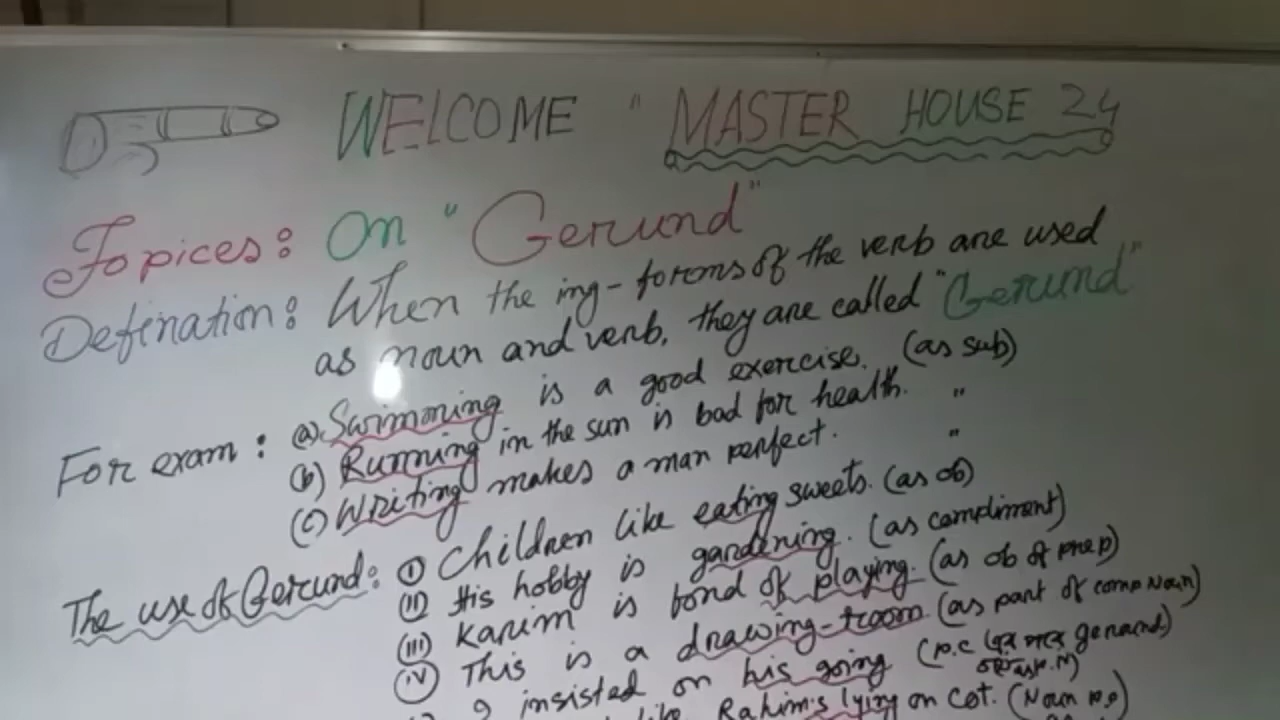 WELCOME " MASTER HOUSE 24
Topices: On "Gerund"
Defination: When the ing-forms of the verb are used
as noun and verb, they are called "Gerund"
For exam: (a) Swimming is a good exercise. (as sub)
(b) Running in the sun is bad for health. "
(c) Writing makes a man perfect. "
The use of Gerund: (i) Children like eating sweets. (as ob)
(ii) His hobby is gardening. (as compliment)
(iii) Karim is fond of playing. (as ob of prep)
(iv) This is a drawing-room (as part of comp Noun)
I insisted on his going (p.c
like Rahim's lying on cot. (Noun p.p)